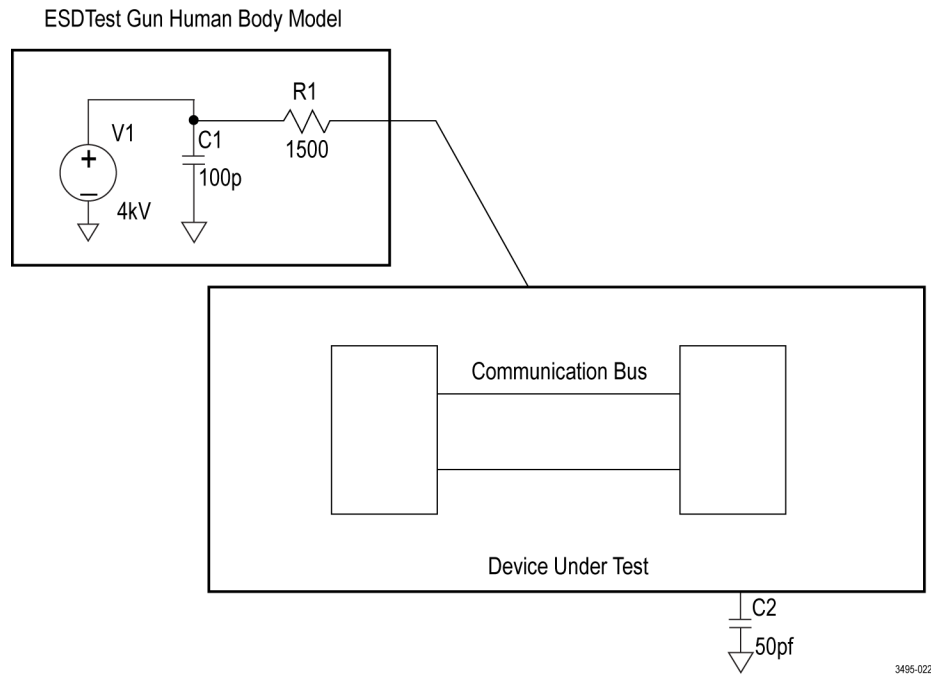 ESDTest Gun Human Body Model
R1
V1
C1
1500
100p
4kV
Communication Bus
Device Under Test
C2
50pf
3495-022